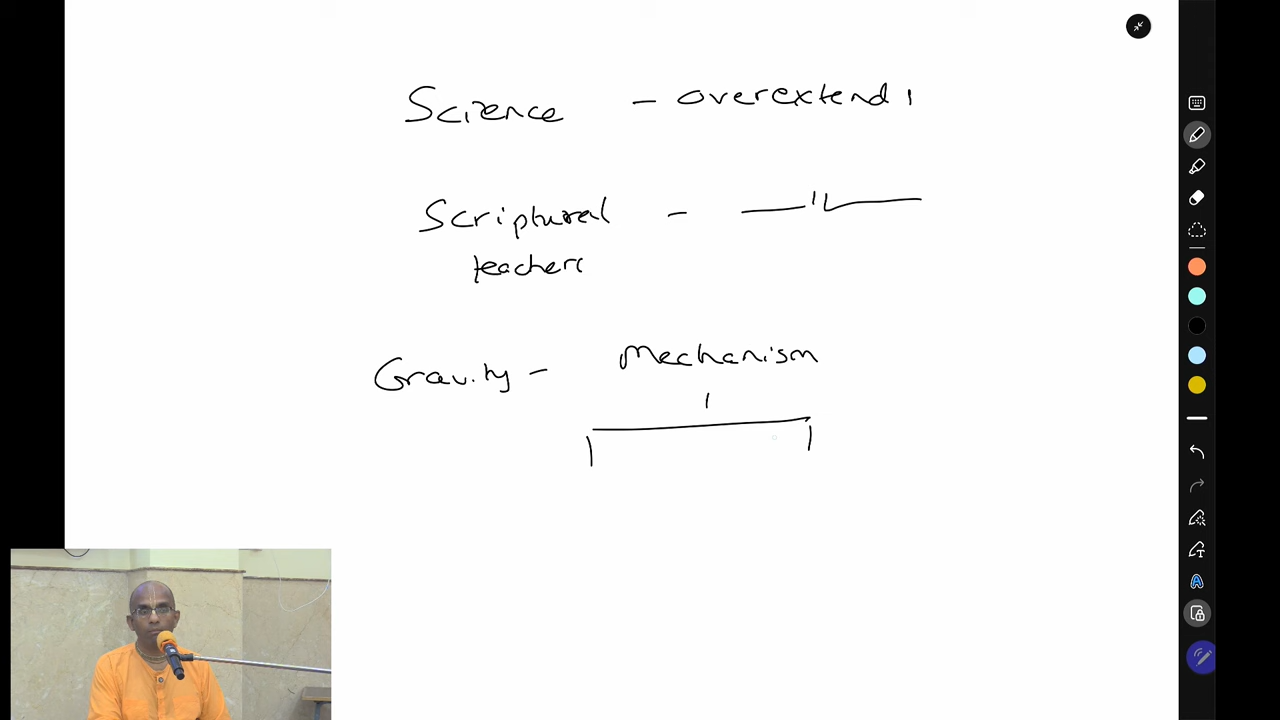 Science - overextend
Scriptural - — " —
teachers
Gravity - Mechanism